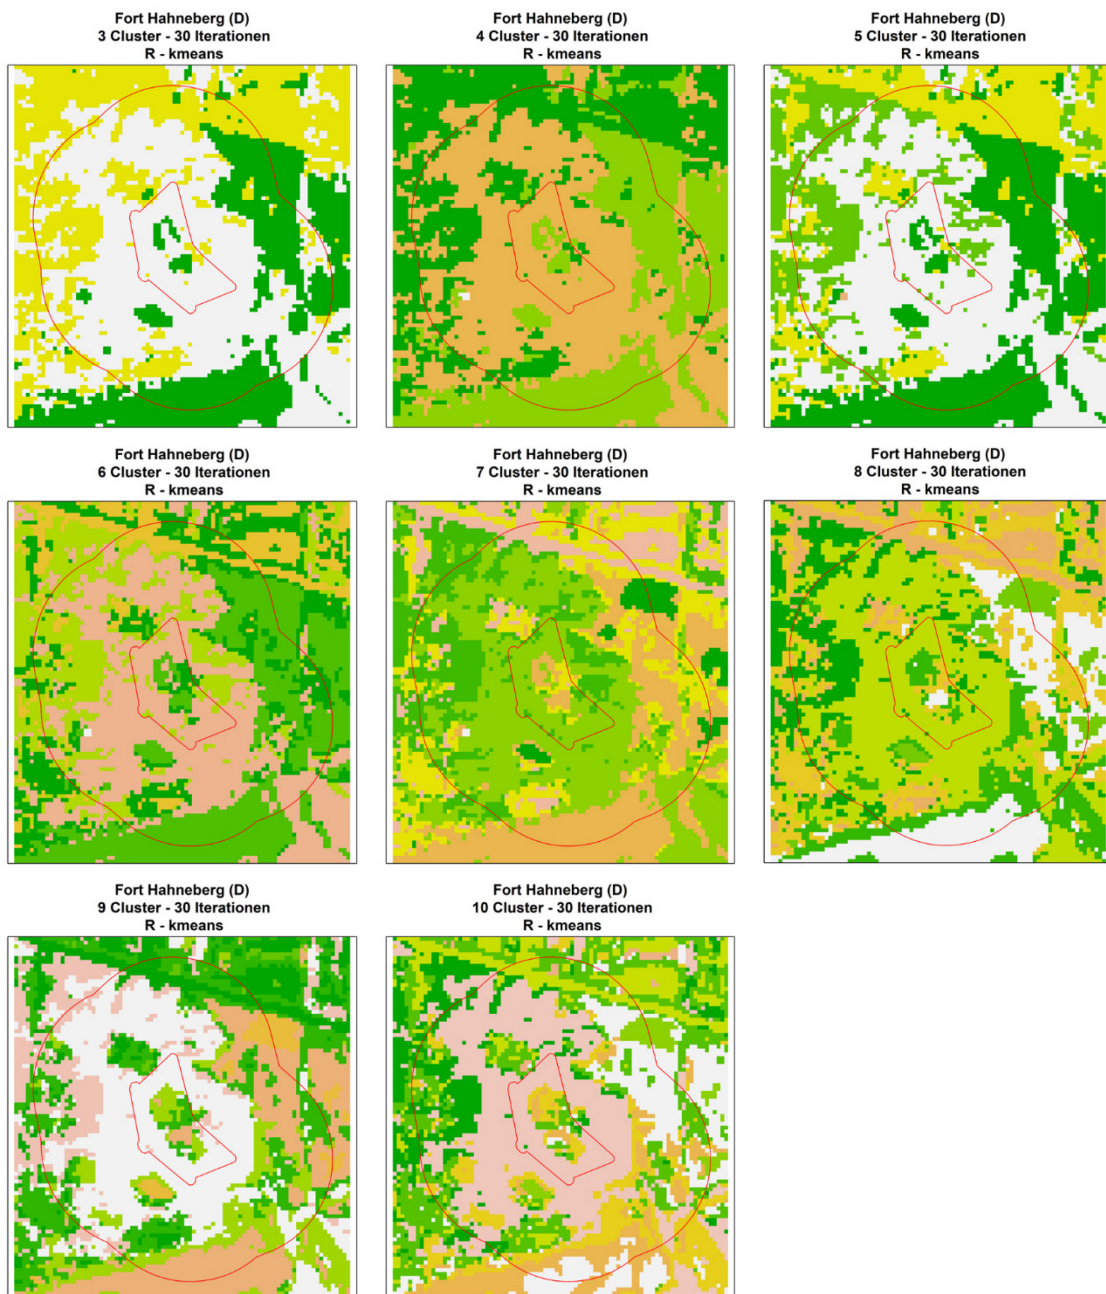 Fort Hahneberg (D)
3 Cluster - 30 Iterationen
R - kmeans
Fort Hahneberg (D)
4 Cluster - 30 Iterationen
R - kmeans
Fort Hahneberg (D)
5 Cluster - 30 Iterationen
R - kmeans
Fort Hahneberg (D)
6 Cluster - 30 Iterationen
R - kmeans
Fort Hahneberg (D)
7 Cluster - 30 Iterationen
R - kmeans
Fort Hahneberg (D)
8 Cluster - 30 Iterationen
R - kmeans
Fort Hahneberg (D)
9 Cluster - 30 Iterationen
R - kmeans
Fort Hahneberg (D)
10 Cluster - 30 Iterationen
R - kmeans